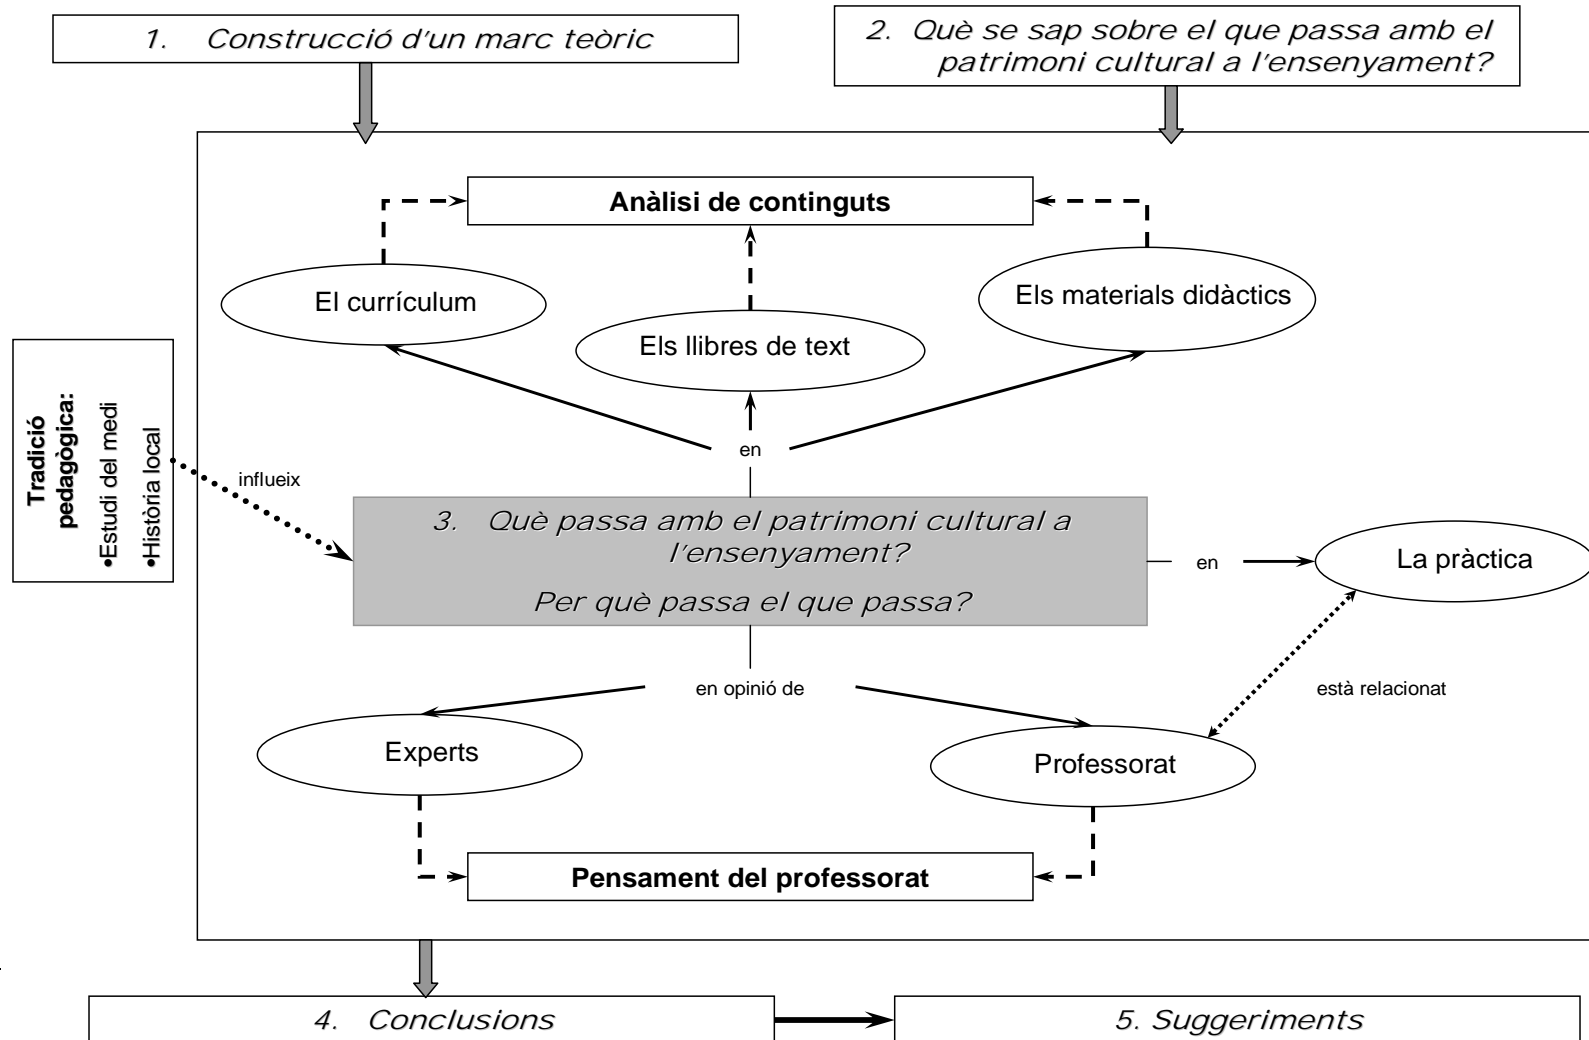 1. Construcció d'un marc teòric
2. Què se sap sobre el que passa amb el
patrimoni cultural a l'ensenyament?
Anàlisi de continguts
El currículum
Els llibres de text
Els materials didàctics
Tradició
pedagògica:
•Estudi del medi
•Història local
influeix
en
3. Què passa amb el patrimoni cultural a
l'ensenyament?
Per què passa el que passa?
en
La pràctica
en opinió de
està relacionat
Experts
Professorat
Pensament del professorat
4. Conclusions
5. Suggeriments